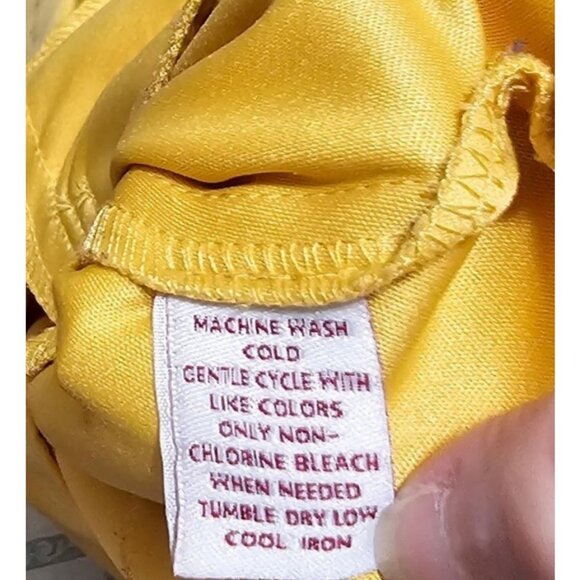 MACHINE WASH
COLD
GENTLE CYCLE WITH
LIKE COLORS
ONLY NON-
CHLORINE BLEACH
WHEN NEEDED
TUMBLE DRY LOW
COOL IRON